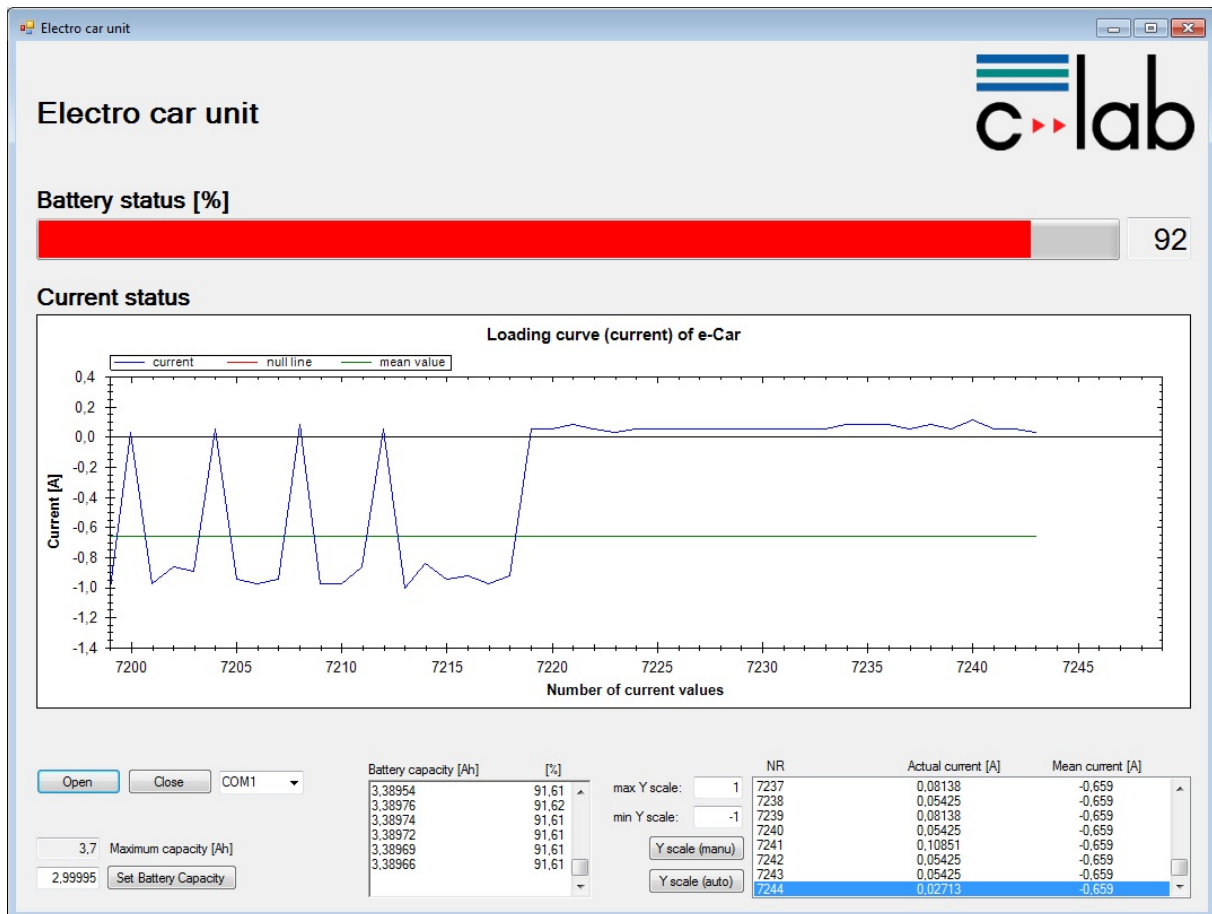 Electro car unit
Electro car unit
c lab
Battery status [%]
92
Current status
Loading curve (current) of e-Car
current null line mean value
0,4
0,2
0,0
-0,2
-0,4
-0,6
-0,8
-1,0
-1,2
-1,4
Current [A]
7200 7205 7210 7215 7220 7225 7230 7235 7240 7245
Number of current values
Open Close COM1
3,7 Maximum capacity [Ah]
2,99995 Set Battery Capacity
Battery capacity [Ah] [%]
3,38954 91,61
3,38976 91,62
3,38974 91,61
3,38972 91,61
3,38969 91,61
3,38966 91,61
max Y scale: 1
min Y scale: -1
Y scale (manu)
Y scale (auto)
NR Actual current [A] Mean current [A]
7237 0,08138 -0,659
7238 0,05425 -0,659
7239 0,08138 -0,659
7240 0,05425 -0,659
7241 0,10851 -0,659
7242 0,05425 -0,659
7243 0,05425 -0,659
7244 0,02713 -0,659